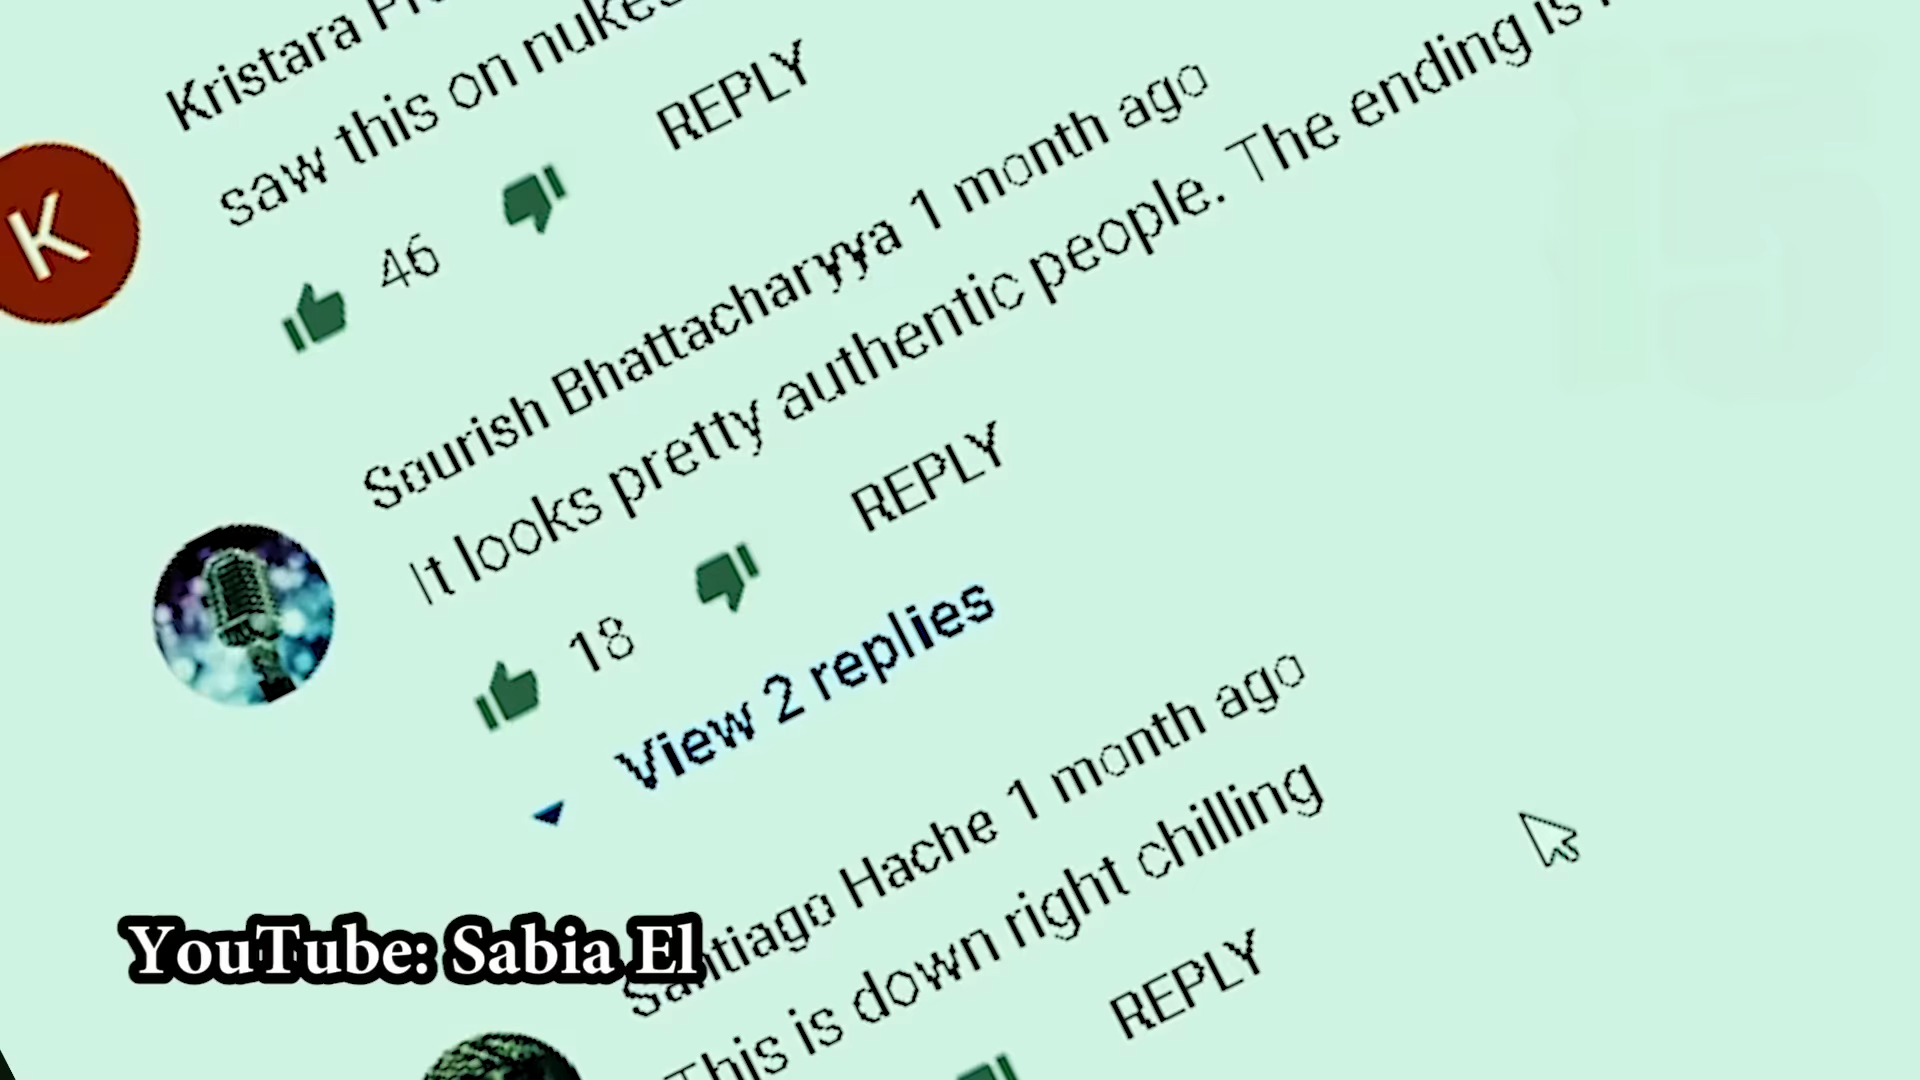 Kristara
saw this on
46 REPLY
K
Sourish Bhattacharyya 1 month ago
It looks pretty authentic people. The ending is
18 REPLY
View 2 replies
Santiago Hache 1 month ago
This is down right chilling
REPLY
YouTube: Sabia El